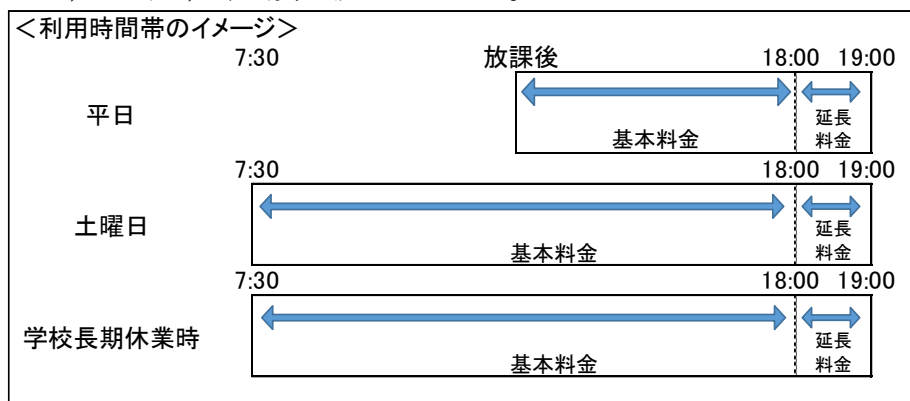 ＜利用時間帯のイメージ＞
7:30 放課後 18:00 19:00
平日
基本料金
延長
料金
7:30 18:00 19:00
土曜日
基本料金
延長
料金
7:30 18:00 19:00
学校長期休業時
基本料金
延長
料金